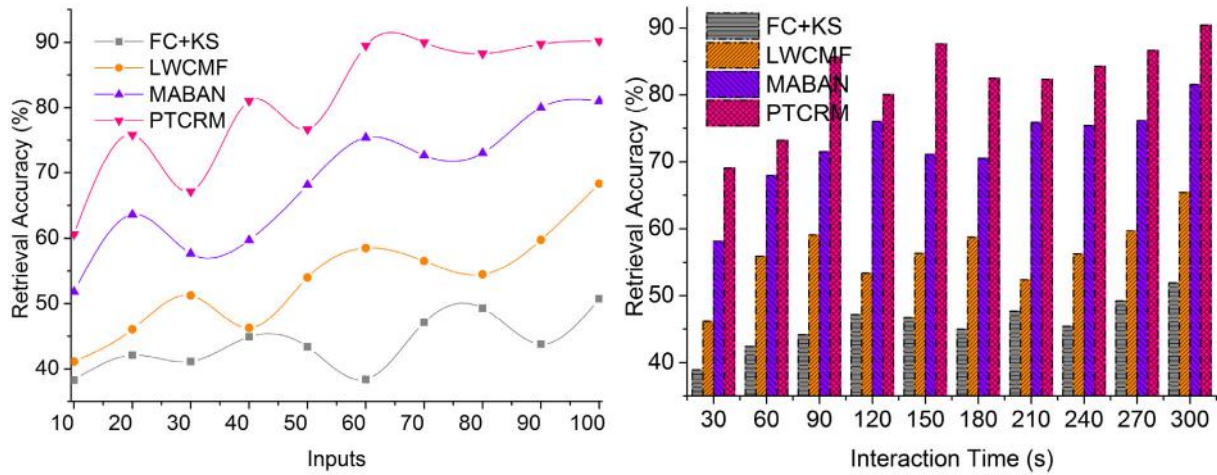 Retrieval Accuracy (%)
90
80
70
60
50
40
FC+KS
LWCMF
MABAN
PTCRM
10 20 30 40 50 60 70 80 90 100
Inputs
Retrieval Accuracy (%)
90
80
70
60
50
40
FC+KS
LWCMF
MABAN
PTCRM
30 60 90 120 150 180 210 240 270 300
Interaction Time (s)